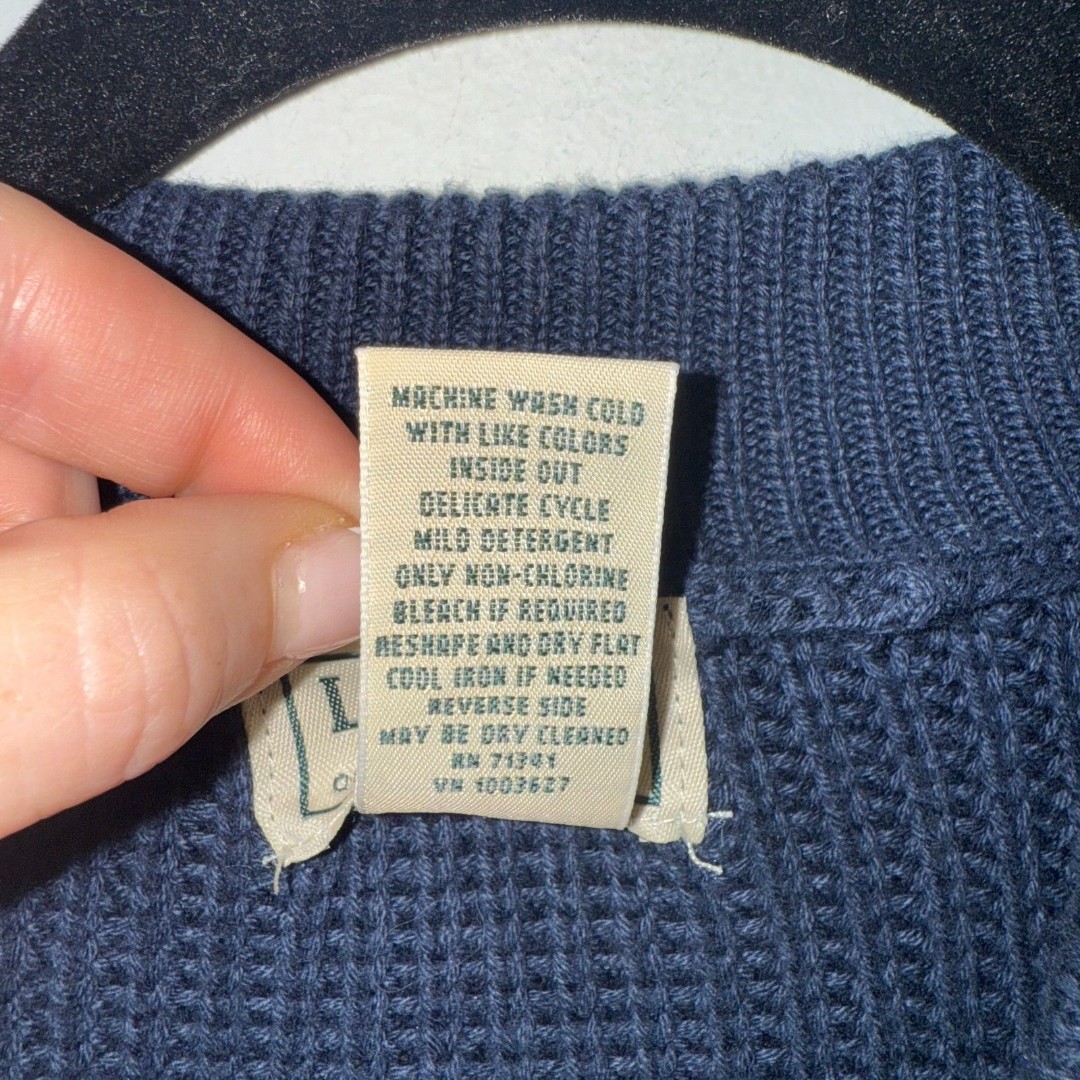 MACHINE WASH COLD
WITH LIKE COLORS
INSIDE OUT
DELICATE CYCLE
MILD DETERGENT
ONLY NON-CHLORINE
BLEACH IF REQUIRED
RESHAPE AND DRY FLAT
COOL IRON IF NEEDED
REVERSE SIDE
MAY BE DRY CLEANED
RN 71341
VN 1003627
L